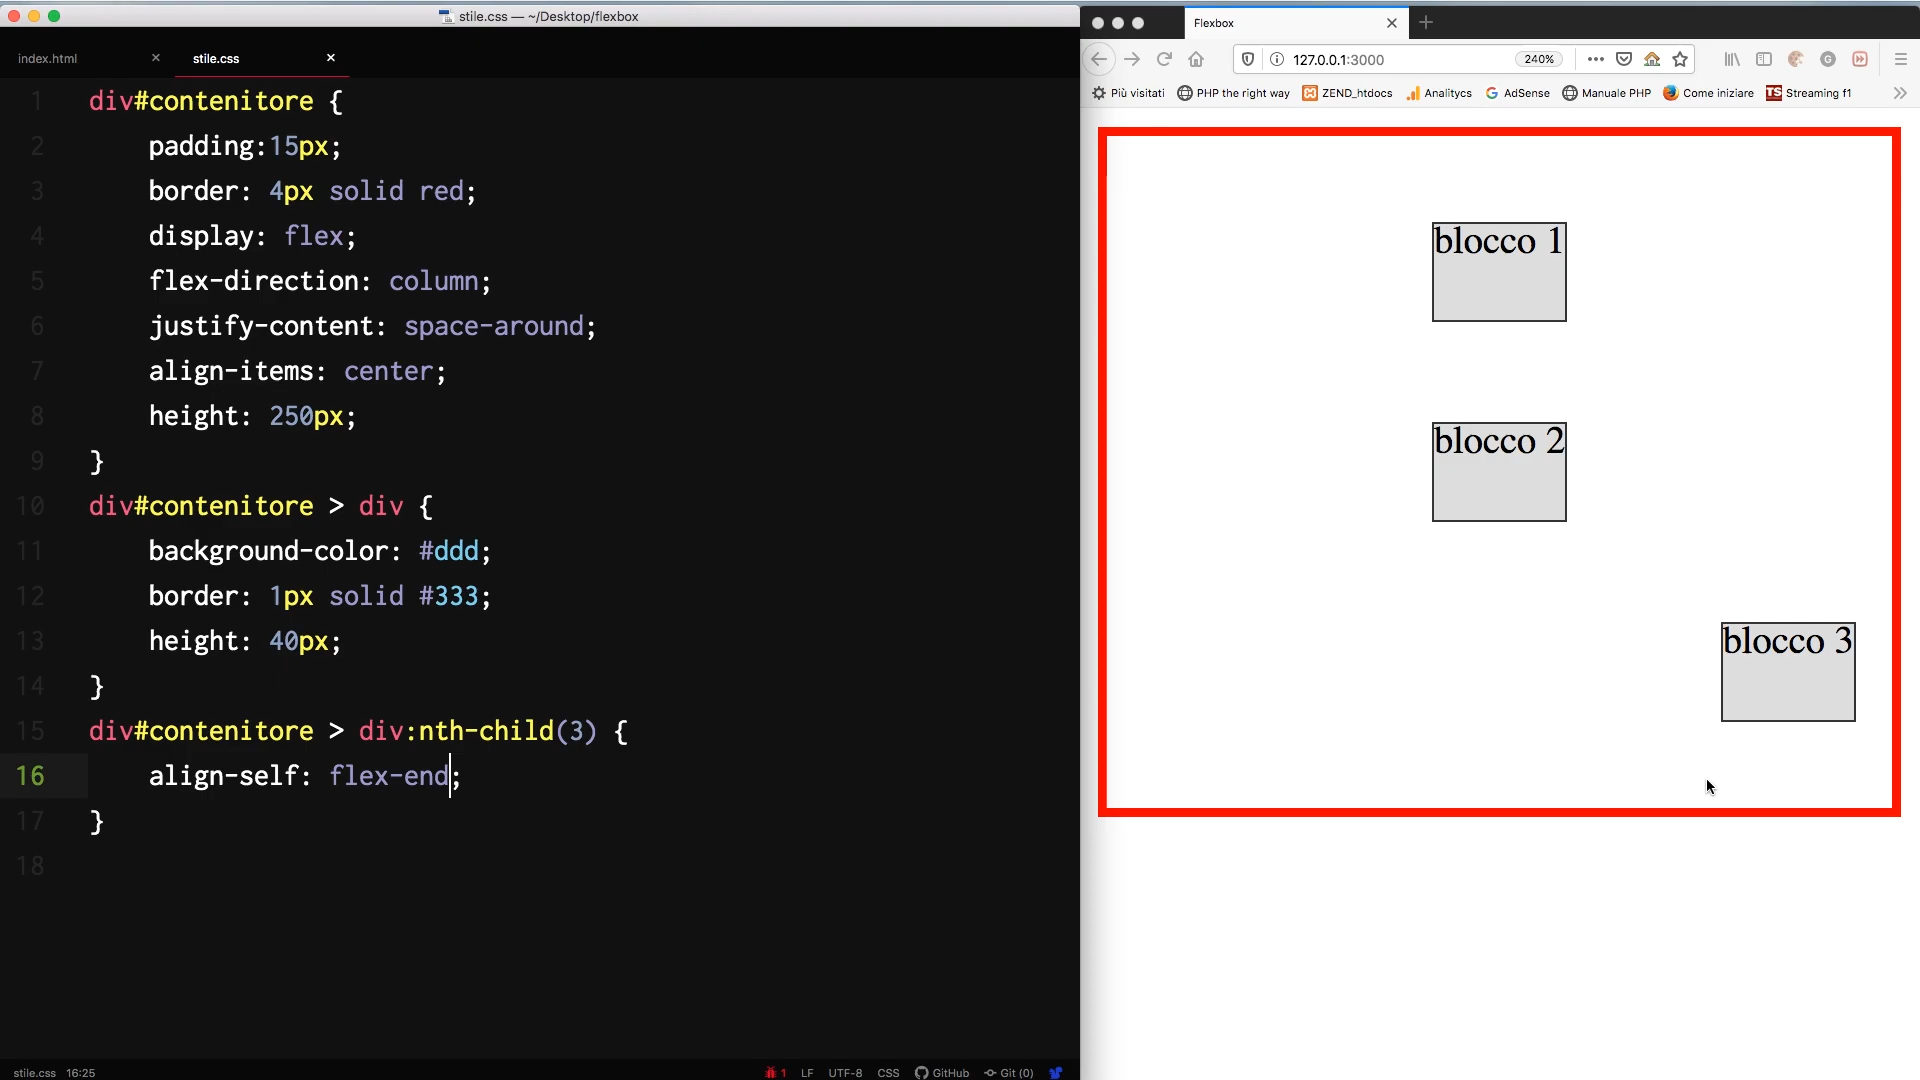 stile.css — ~/Desktop/flexbox
index.html
stile.css
1 div#contenitore {
2 padding:15px;
3 border: 4px solid red;
4 display: flex;
5 flex-direction: column;
6 justify-content: space-around;
7 align-items: center;
8 height: 250px;
9 }
10 div#contenitore > div {
11 background-color: #ddd;
12 border: 1px solid #333;
13 height: 40px;
14 }
15 div#contenitore > div:nth-child(3) {
16 align-self: flex-end;
17 }
18
stile.css 16:25
1 LF UTF-8 CSS GitHub Git (0)
Flexbox
127.0.0.1:3000 240%
Più visitati PHP the right way ZEND_htdocs Analitycs AdSense Manuale PHP Come iniziare TS Streaming f1
blocco 1
blocco 2
blocco 3